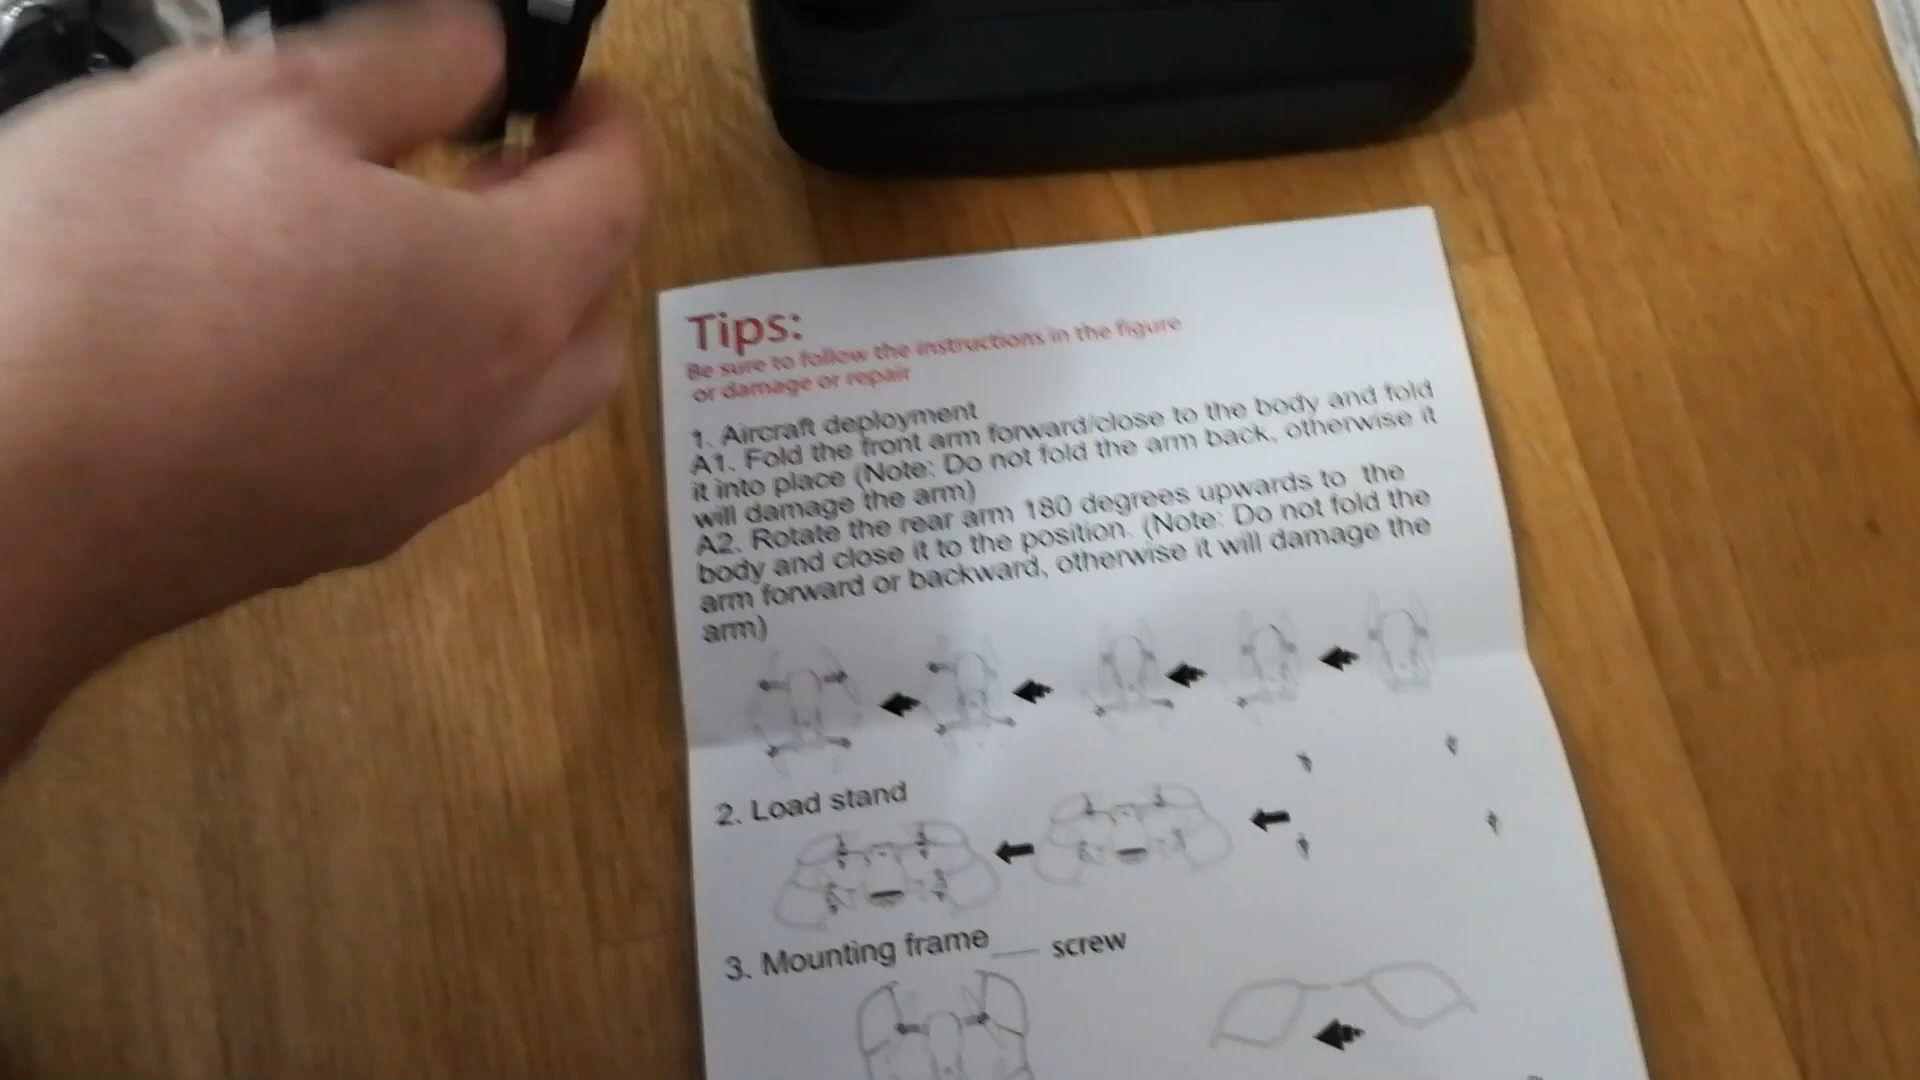 Tips:
Be sure to follow the instructions in the figure
or damage or repair
1. Aircraft deployment
A1. Fold the front arm forward/close to the body and fold
it into place (Note: Do not fold the arm back, otherwise it
will damage the arm)
A2. Rotate the rear arm 180 degrees upwards to the
body and close it to the position. (Note: Do not fold the
arm forward or backward, otherwise it will damage the
arm)
2. Load stand
3. Mounting frame___ screw